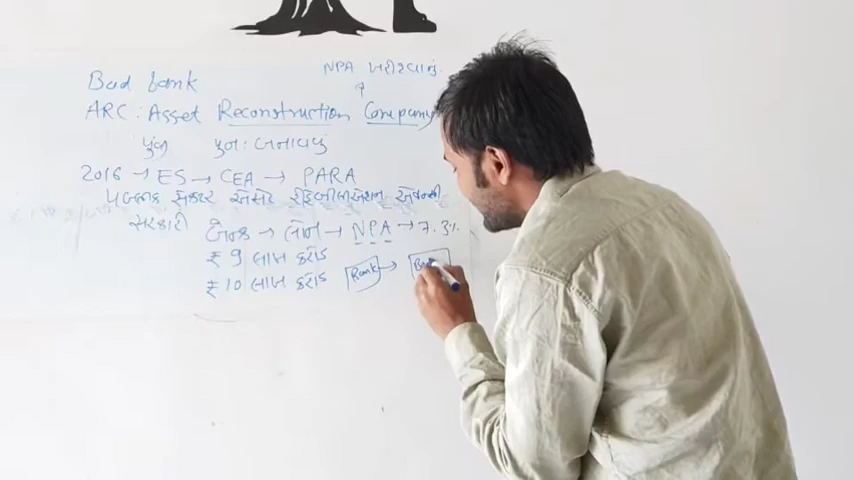 Bad bank
NPA ખરીદવાનું
ARC : Asset Reconstruction Company
પુનઃ બનાવવું
2016 → ES → CEA → PARA
પબ્લીક સેક્ટર એસેટ રીહેબીલીએશન એજન્સી
સરકારી
બેન્ક → લોન → NPA → 7.3%
₹ 9 લાખ કરોડ
₹ 10 લાખ કરોડ
Bank →